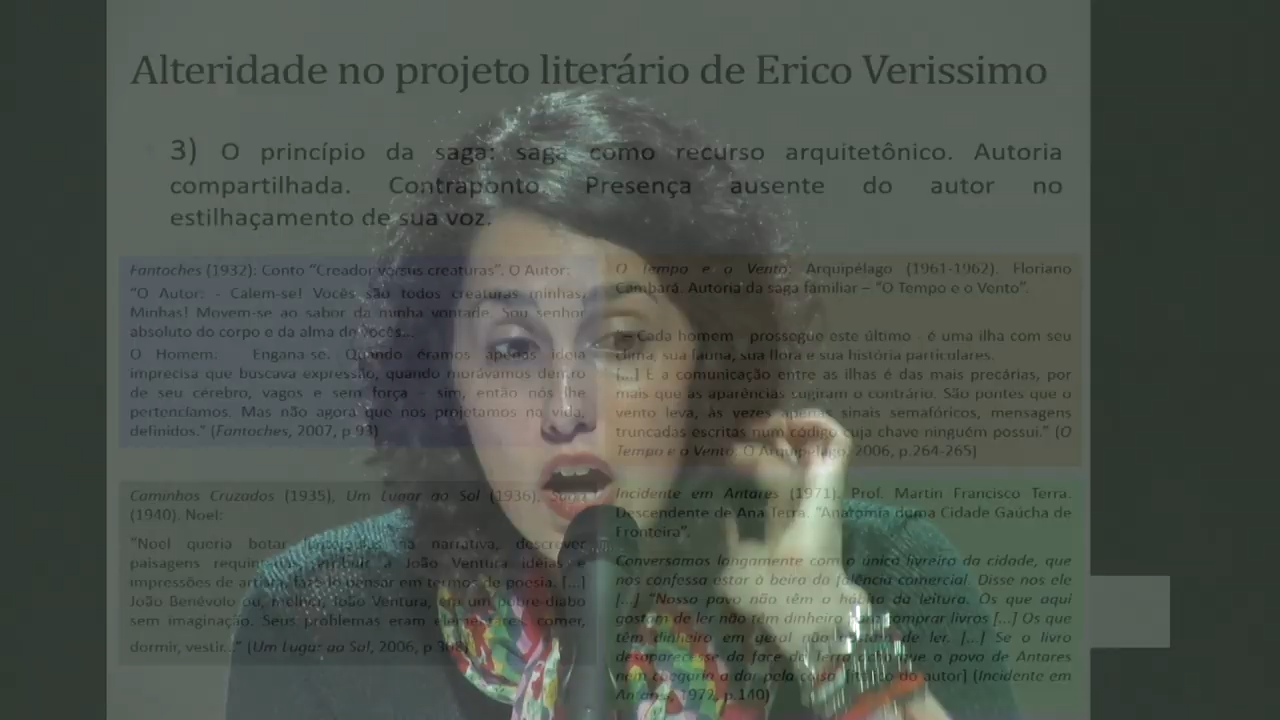 Alteridade no projeto literário de Erico Verissimo
3) O princípio da saga: saga como recurso arquitetônico. Autoria
compartilhada. Contraponto. Presença ausente do autor no
estilhaçamento de sua voz.
Fantoches (1932): Conto “Creador versus creaturas”. O Autor:
“O Autor: - Calem-se! Vocês são todos creaturas minhas,
Minhas! Movem-se ao sabor da minha vontade. Sou senhor
absoluto do corpo e da alma de vocês...
O Homem: Engana-se. Quando éramos apenas ideia
imprecisa que buscava expressão, quando morávamos dentro
de seu cérebro, vagos e sem força - sim, então nós lhe
pertencíamos. Mas não agora que nos projetamos na vida,
definidos.” (Fantoches, 2007, p.93)
O Tempo e o Vento: Arquipélago (1961-1962). Floriano
Cambará. Autoria da saga familiar – “O Tempo e o Vento”.
Cada homem - prossegue este último - é uma ilha com seu
clima, sua fauna, sua flora e sua história particulares.
[...] E a comunicação entre as ilhas é das mais precárias, por
mais que as aparências sugiram o contrário. São pontes que o
vento leva, às vezes apenas sinais semafóricos, mensagens
truncadas escritas num código cuja chave ninguém possui.” (O
Tempo e o Vento: O Arquipélago, 2006, p.264-265]
Caminhos Cruzados (1935), Um Lugar ao Sol (1936), Saga
(1940). Noel:
"Noel queria botar na narrativa, descrever
paisagens a João Ventura ideias e
impressões de artista, fazê-lo pensar em termos de poesia. [...]
João Benévolo ou, melhor, João Ventura, em um pobre-diabo
sem imaginação. Seus problemas eram elementares: comer,
dormir, vestir..." (Um Lugar ao Sol, 2006, p.308)
Incidente em Antares (1971). Prof. Martin Francisco Terra.
Descendente de Ana Terra. “Anatomia duma Cidade Gaúcha de
Fronteira”.
Conversamos longamente com o único livreiro da cidade, que
nos confessa estar à beira da falência comercial. Disse nos ele
[...] “Nosso povo não têm o hábito da leitura. Os que aqui
gostam de ler não têm dinheiro para comprar livros [...] Os que
têm dinheiro em geral não gostam de ler. [...] Se o livro
desaparecesse da face da Terra acho que o povo de Antares
nem chegaria a dar pela coisa [do autor] (Incidente em
Antares, 1972, p.140)